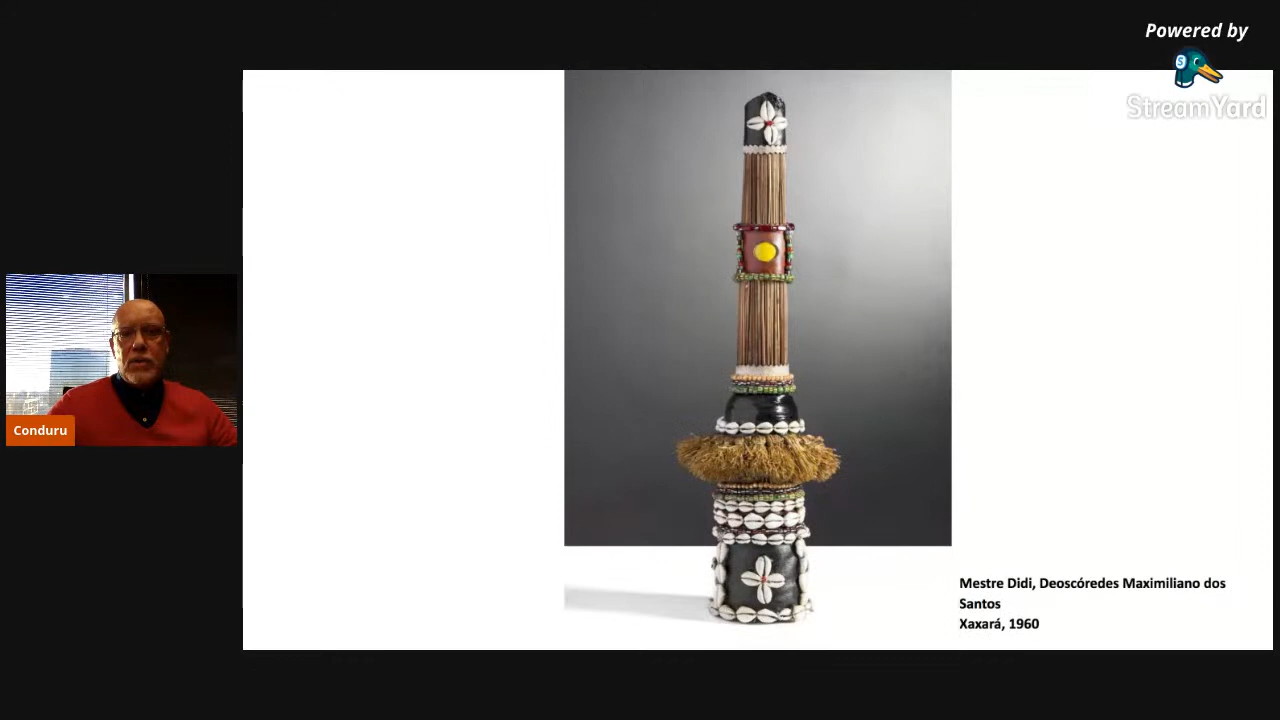 Powered by
StreamYard
Conduru
Mestre Didi, Deoscóredes Maximiliano dos
Santos
Xaxará, 1960